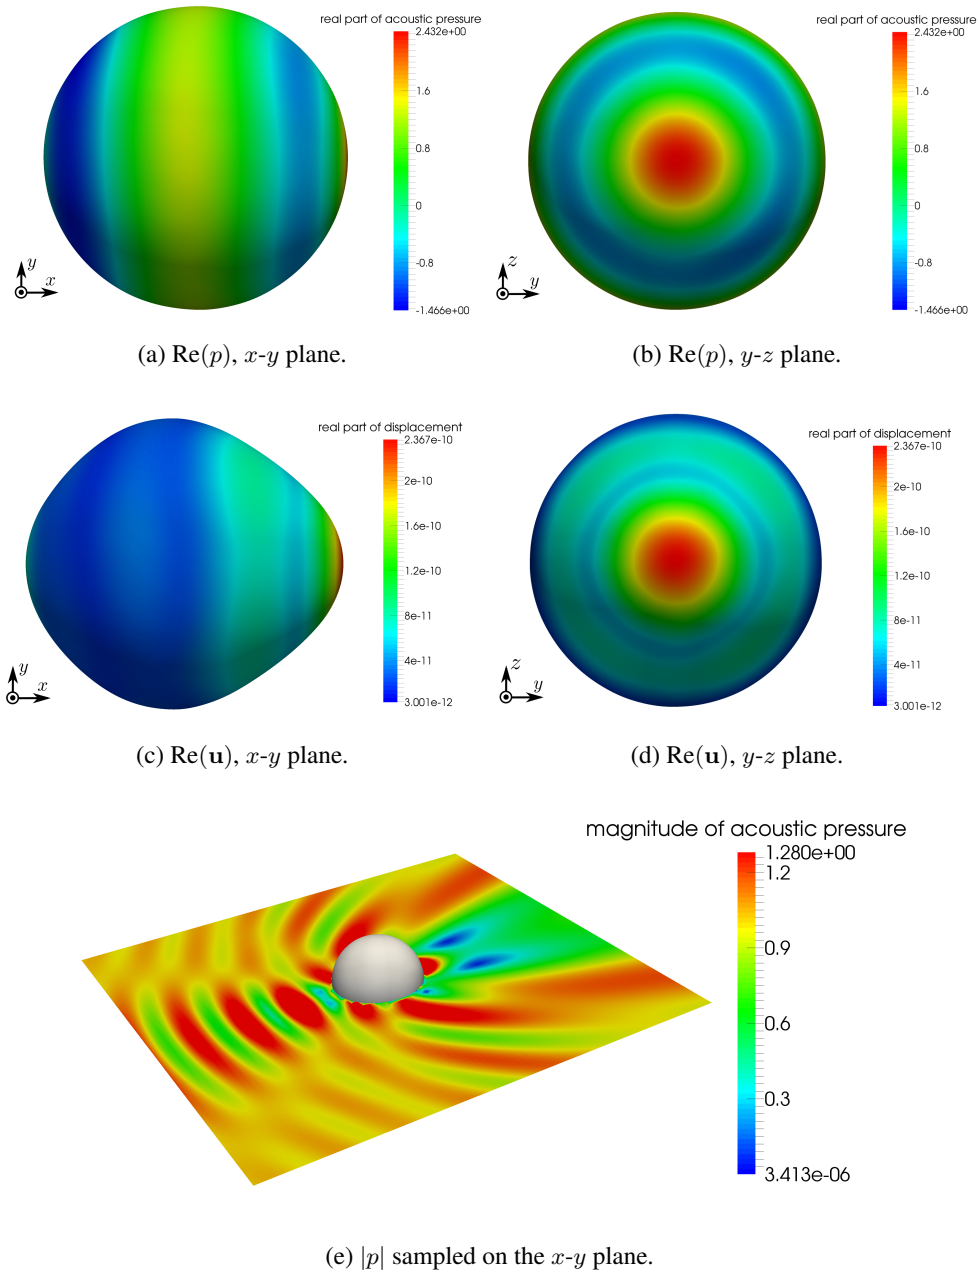 real part of acoustic pressure
2.432e+00
1.6
0.8
0
-0.8
-1.466e+00
y
x
(a) Re(p), x-y plane.
real part of acoustic pressure
2.432e+00
1.6
0.8
0
-0.8
-1.466e+00
z
y
(b) Re(p), y-z plane.
real part of displacement
2.367e-10
2e-10
1.6e-10
1.2e-10
8e-11
4e-11
3.001e-12
y
x
(c) Re(u), x-y plane.
real part of displacement
2.367e-10
2e-10
1.6e-10
1.2e-10
8e-11
4e-11
3.001e-12
z
y
(d) Re(u), y-z plane.
magnitude of acoustic pressure
1.280e+00
1.2
0.9
0.6
0.3
3.413e-06
(e) |p| sampled on the x-y plane.